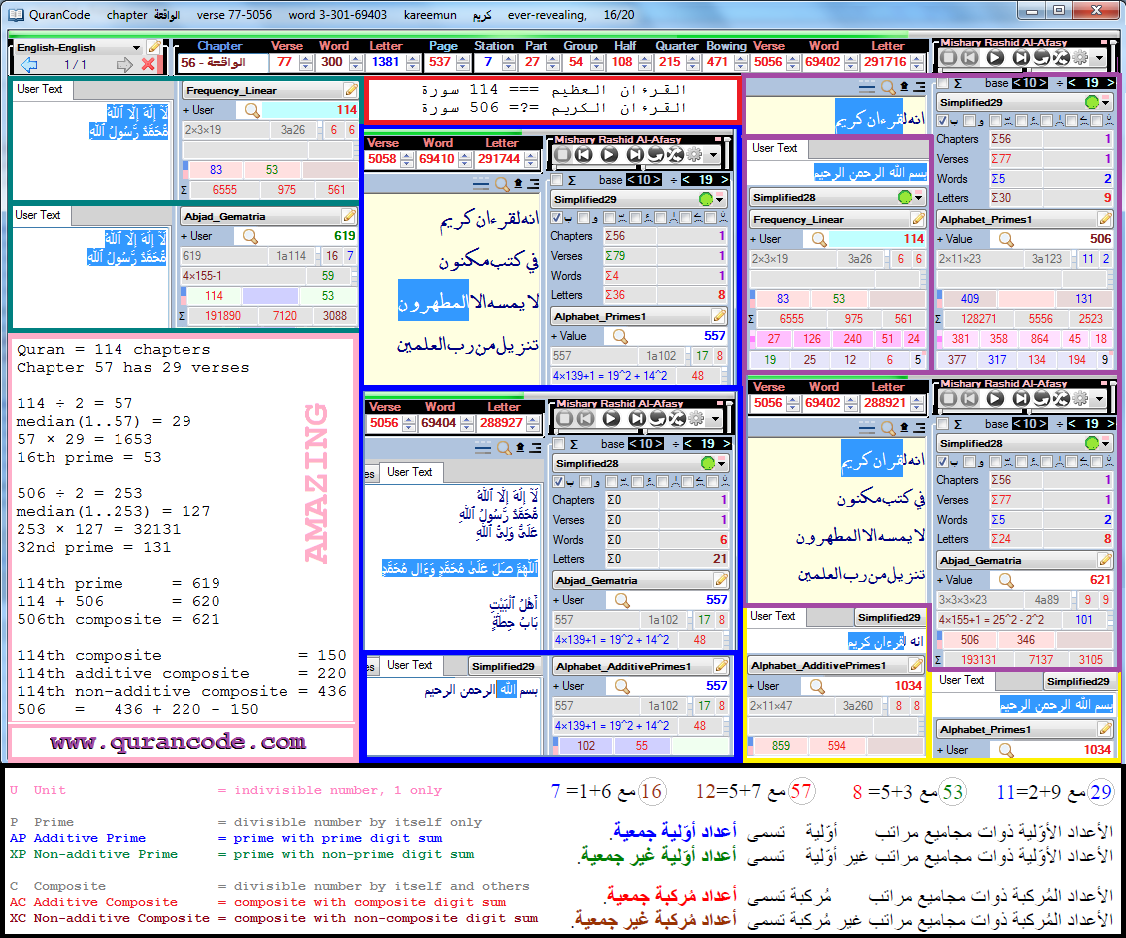 QuranCode chapter الواقعة verse 77-5056 word 3-301-69403 kareemun كريم ever-revealing, 16/20
English-English
1 / 1
Chapter Verse Word Letter Page Station Part Group Half Quarter Bowing Verse Word Letter
56 - الواقعة 77 300 1381 537 7 27 54 108 215 471 5056 69402 291716
Mishary Rashid Al-Afasy
User Text
لَآ إِلَٰهَ إِلَّا ٱللَّهُ
مُّحَمَّدٌ رَّسُولُ ٱللَّهِ
Frequency_Linear
+ User 114
2×3×19 3a26 6 6
83 53
Σ 6555 975 561
User Text
لَآ إِلَٰهَ إِلَّا ٱللَّهُ
مُّحَمَّدٌ رَّسُولُ ٱللَّهِ
Abjad_Gematria
+ User 619
619 1a114 16 7
4×155-1 59
114 53
Σ 191890 7120 3088
القرءان العظيم === 114 سورة
القرءان الكريم =?= 506 سورة
Quran = 114 chapters
Chapter 57 has 29 verses
114 ÷ 2 = 57
median(1..57) = 29
57 × 29 = 1653
16th prime = 53
506 ÷ 2 = 253
median(1..253) = 127
253 × 127 = 32131
32nd prime = 131
114th prime = 619
114 + 506 = 620
506th composite = 621
114th composite = 150
114th additive composite = 220
114th non-additive composite = 436
506 = 436 + 220 - 150
AMAZING
www.qurancode.com
Verse Word Letter
5058 69410 291744
Mishary Rashid Al-Afasy
Σ base <10> ÷ < 19 >
Simplified29
انه لقرءان كريم
في كتب مكنون
لا يمسه الا المطهرون
تنزيل من رب العلمين
Chapters Σ56 1
Verses Σ79 1
Words Σ4 1
Letters Σ36 8
Alphabet_Primes1
+ Value 557
557 1a102 17 8
4×139+1 = 19^2 + 14^2 48
Verse Word Letter
5056 69404 288927
Mishary Rashid Al-Afasy
Σ base <10> ÷ < 19 >
es User Text
Simplified28
لَآ إِلَٰهَ إِلَّا ٱللَّهُ
مُّحَمَّدٌ رَّسُولُ ٱللَّهِ
عَلِىٌّ وَلِىُّ ٱللَّهِ
ٱللَّهُمَّ صَلِّ عَلَىٰ مُحَمَّدٍ وَءَالِ مُحَمَّدٍ
أَهْلُ ٱلْبَيْتِ
بَابُ حِطَّةٍ
Chapters Σ0 1
Verses Σ0 1
Words Σ0 6
Letters Σ0 21
Abjad_Gematria
+ User 557
557 1a102 17 8
4×139+1 = 19^2 + 14^2 48
es User Text Simplified29
بسم الله الرحمن الرحيم
Alphabet_AdditivePrimes1
+ User 557
557 1a102 17 8
4×139+1 = 19^2 + 14^2 48
102 55
انه لقرءان كريم
User Text
بسم الله الرحمن الرحيم
Simplified28
Frequency_Linear
+ User 114
2×3×19 3a26 6 6
83 53
Σ 6555 975 561
27 126 240 51 24
19 25 12 6 5
Σ base <10> ÷ < 19 >
Simplified29
Chapters Σ56 1
Verses Σ77 1
Words Σ5 2
Letters Σ30 9
Alphabet_Primes1
+ Value 506
2×11×23 3a123 11 2
409 131
Σ 128271 5556 2523
381 358 864 45 18
377 317 134 194 9
Verse Word Letter
5056 69402 288921
Mishary Rashid Al-Afasy
Σ base <10> ÷ < 19 >
Simplified28
انه لقران كريم
في كتب مكنون
لا يمسه الا المطهرون
تنزيل من رب العلمين
Chapters Σ56 1
Verses Σ77 1
Words Σ5 2
Letters Σ24 8
Abjad_Gematria
+ Value 621
3×3×3×23 4a89 9 9
4×155+1 = 25^2 - 2^2 101
506 346
Σ 193131 7137 3105
User Text Simplified29
انه لقرءان كريم
Alphabet_AdditivePrimes1
+ User 1034
2×11×47 3a260 8 8
859 594
User Text Simplified29
بسم الله الرحمن الرحيم
Alphabet_Primes1
+ User 1034
U Unit = indivisible number, 1 only
P Prime = divisible number by itself only
AP Additive Prime = prime with prime digit sum
XP Non-additive Prime = prime with non-prime digit sum
C Composite = divisible number by itself and others
AC Additive Composite = composite with composite digit sum
XC Non-additive Composite = composite with non-composite digit sum
29 مع 9+2=11 53 مع 3+5= 8 57 مع 7+5=12 16 مع 6+1= 7
الأعداد الأوّلية ذوات مجاميع مراتب أوّلية تسمى أعداد أوّلية جمعية.
الأعداد الأوّلية ذوات مجاميع مراتب غير أوّلية تسمى أعداد أوّلية غير جمعية.
الأعداد المُركبة ذوات مجاميع مراتب مُركبة تسمى أعداد مُركبة جمعية.
الأعداد المُركبة ذوات مجاميع مراتب غير مُركبة تسمى أعداد مُركبة غير جمعية.